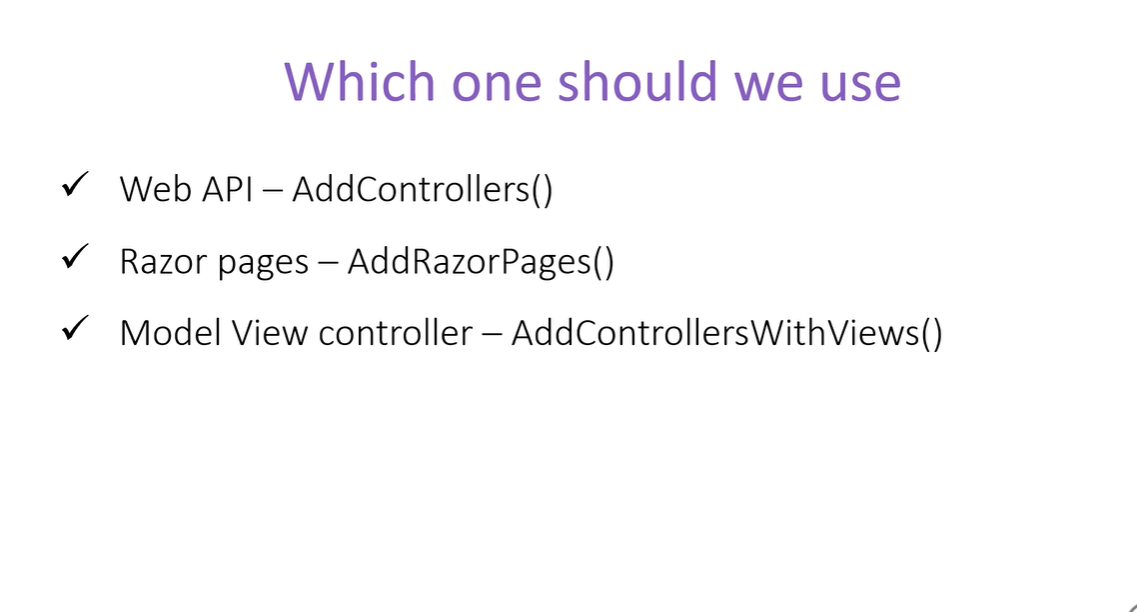 Which one should we use
✓ Web API – AddControllers()
✓ Razor pages – AddRazorPages()
✓ Model View controller – AddControllersWithViews()